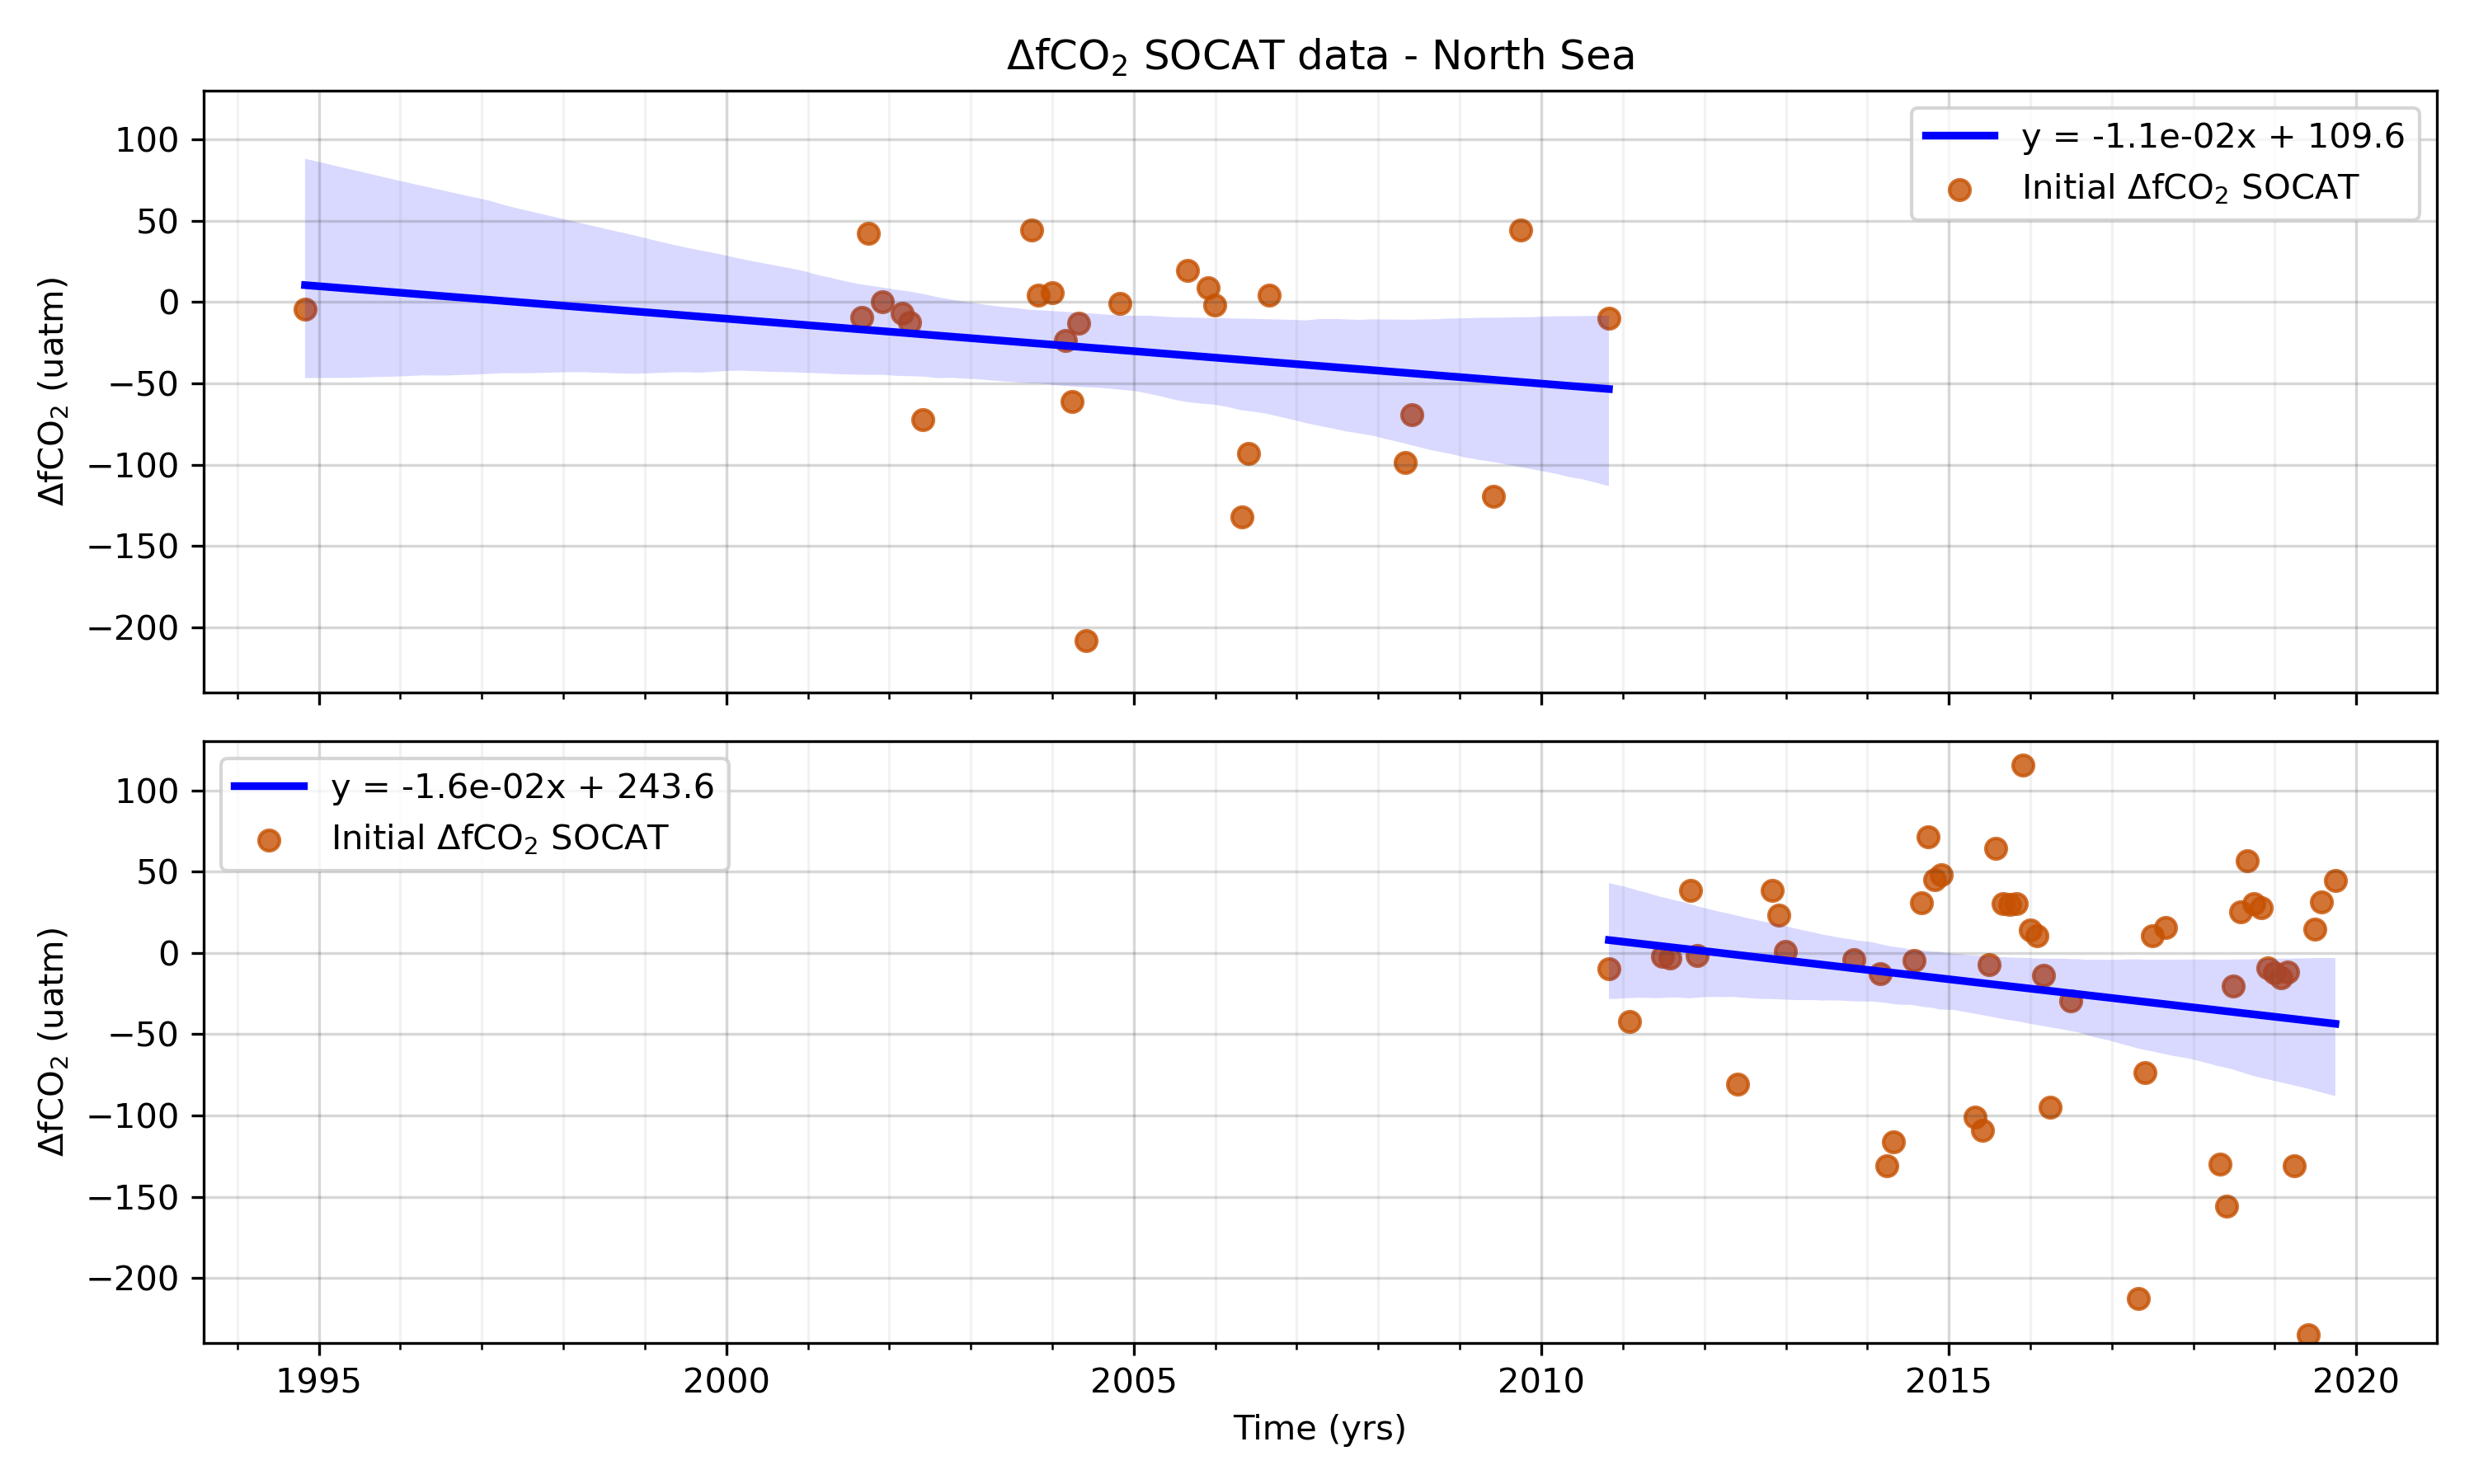 ΔfCO₂ SOCAT data - North Sea
y = -1.1e-02x + 109.6
Initial ΔfCO₂ SOCAT
100
50
0
−50
−100
−150
−200
ΔfCO₂ (uatm)
y = -1.6e-02x + 243.6
Initial ΔfCO₂ SOCAT
100
50
0
−50
−100
−150
−200
ΔfCO₂ (uatm)
1995 2000 2005 2010 2015 2020
Time (yrs)